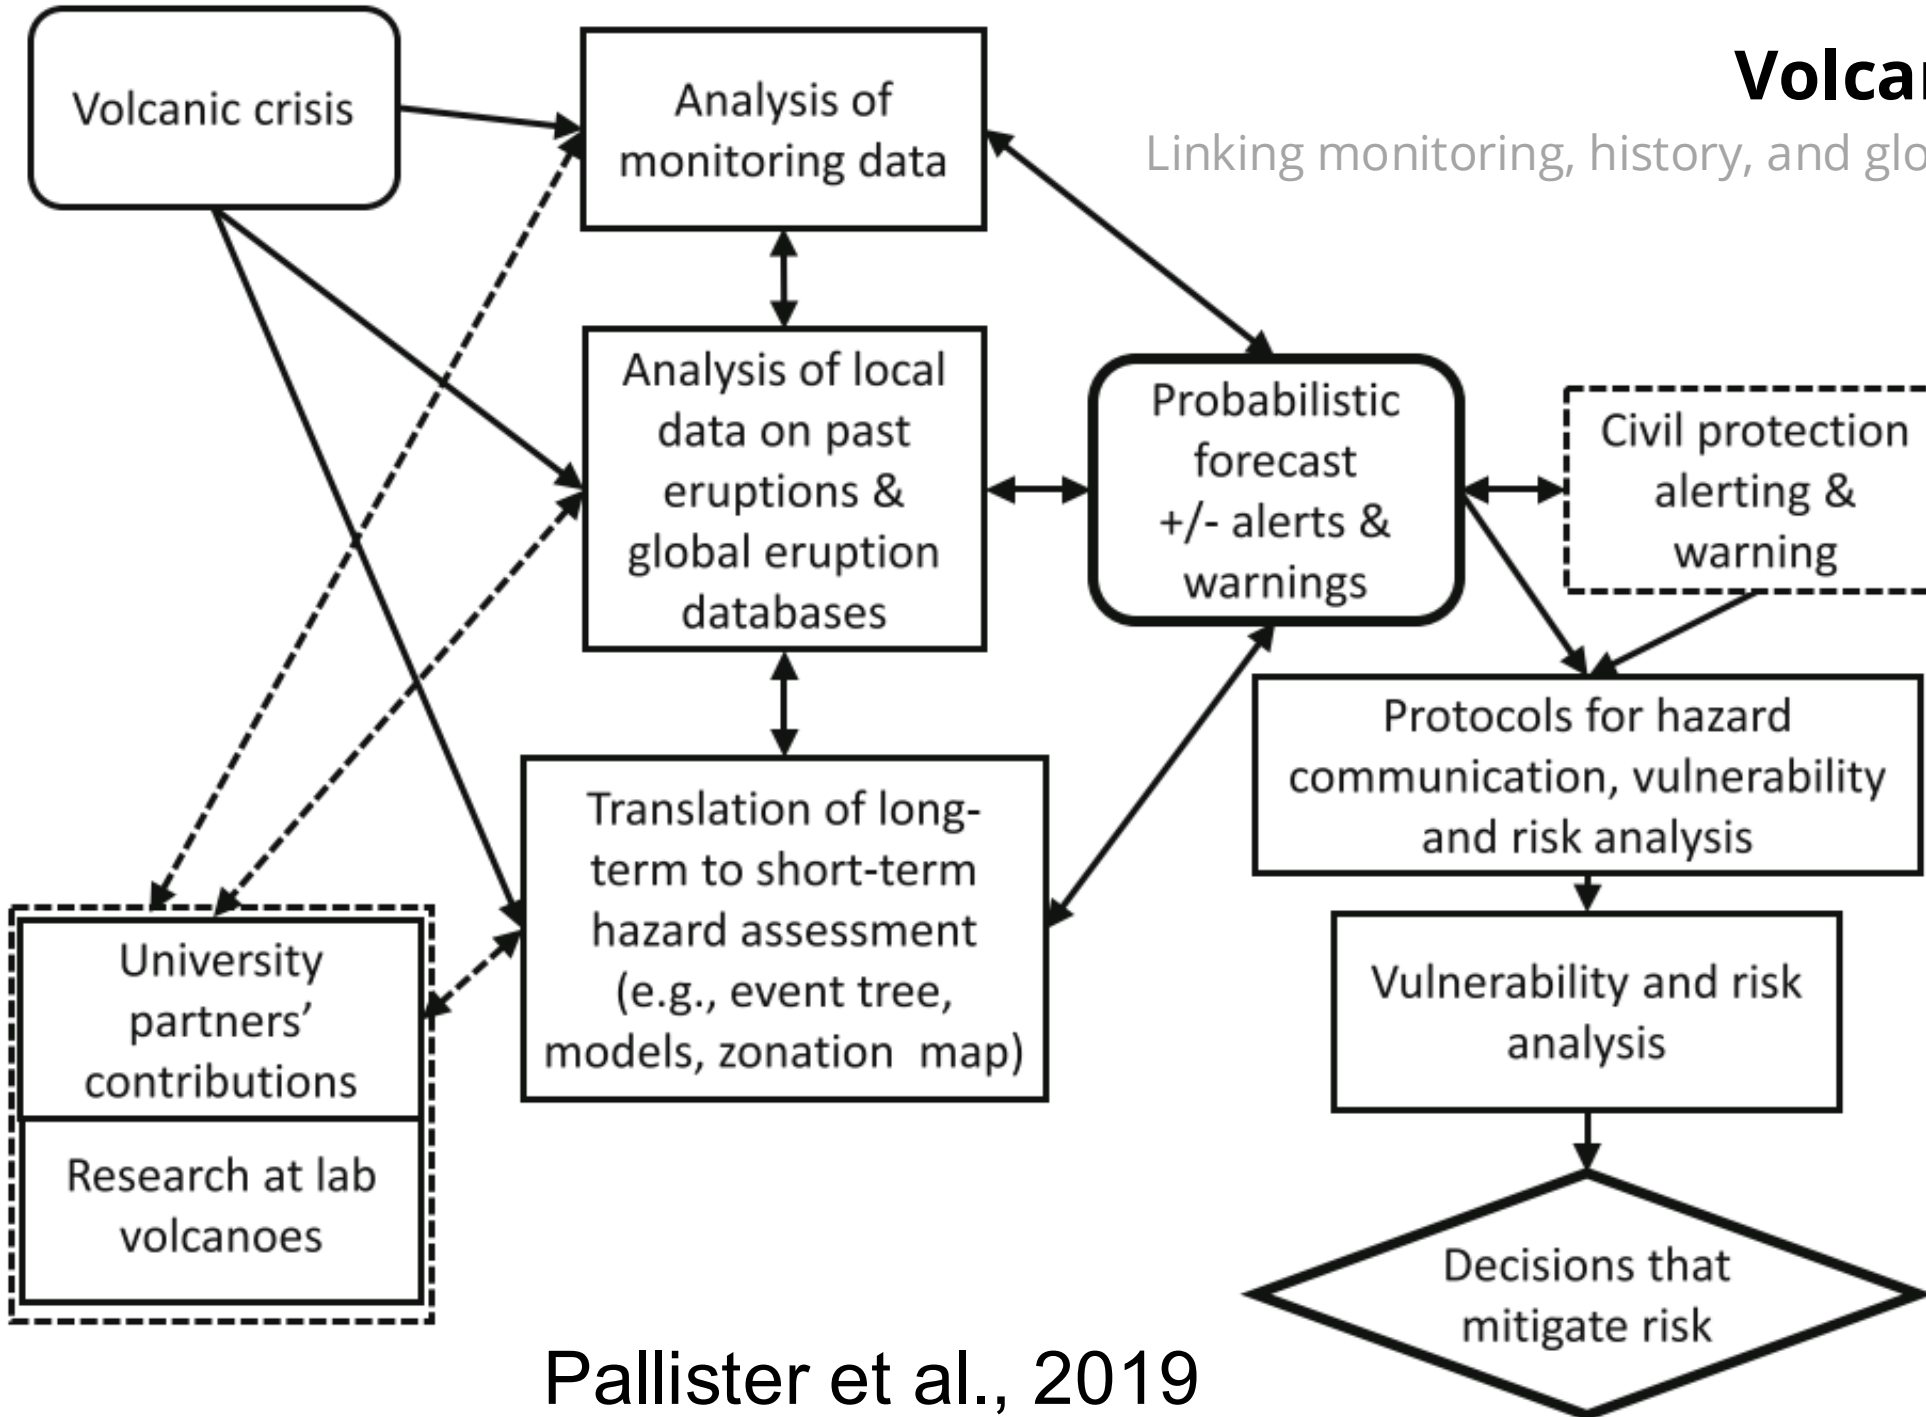 Volcanic crisis
Analysis of
monitoring data
Linking monitoring, history, and
Analysis of local
data on past
eruptions &
global eruption
databases
Probabilistic
forecast
+/- alerts &
warnings
Civil protection
alerting &
warning
Translation of long-
term to short-term
hazard assessment
(e.g., event tree,
models, zonation map)
Protocols for hazard
communication, vulnerability
and risk analysis
University
partners’
contributions
Research at lab
volcanoes
Vulnerability and risk
analysis
Decisions that
mitigate risk
Pallister et al., 2019